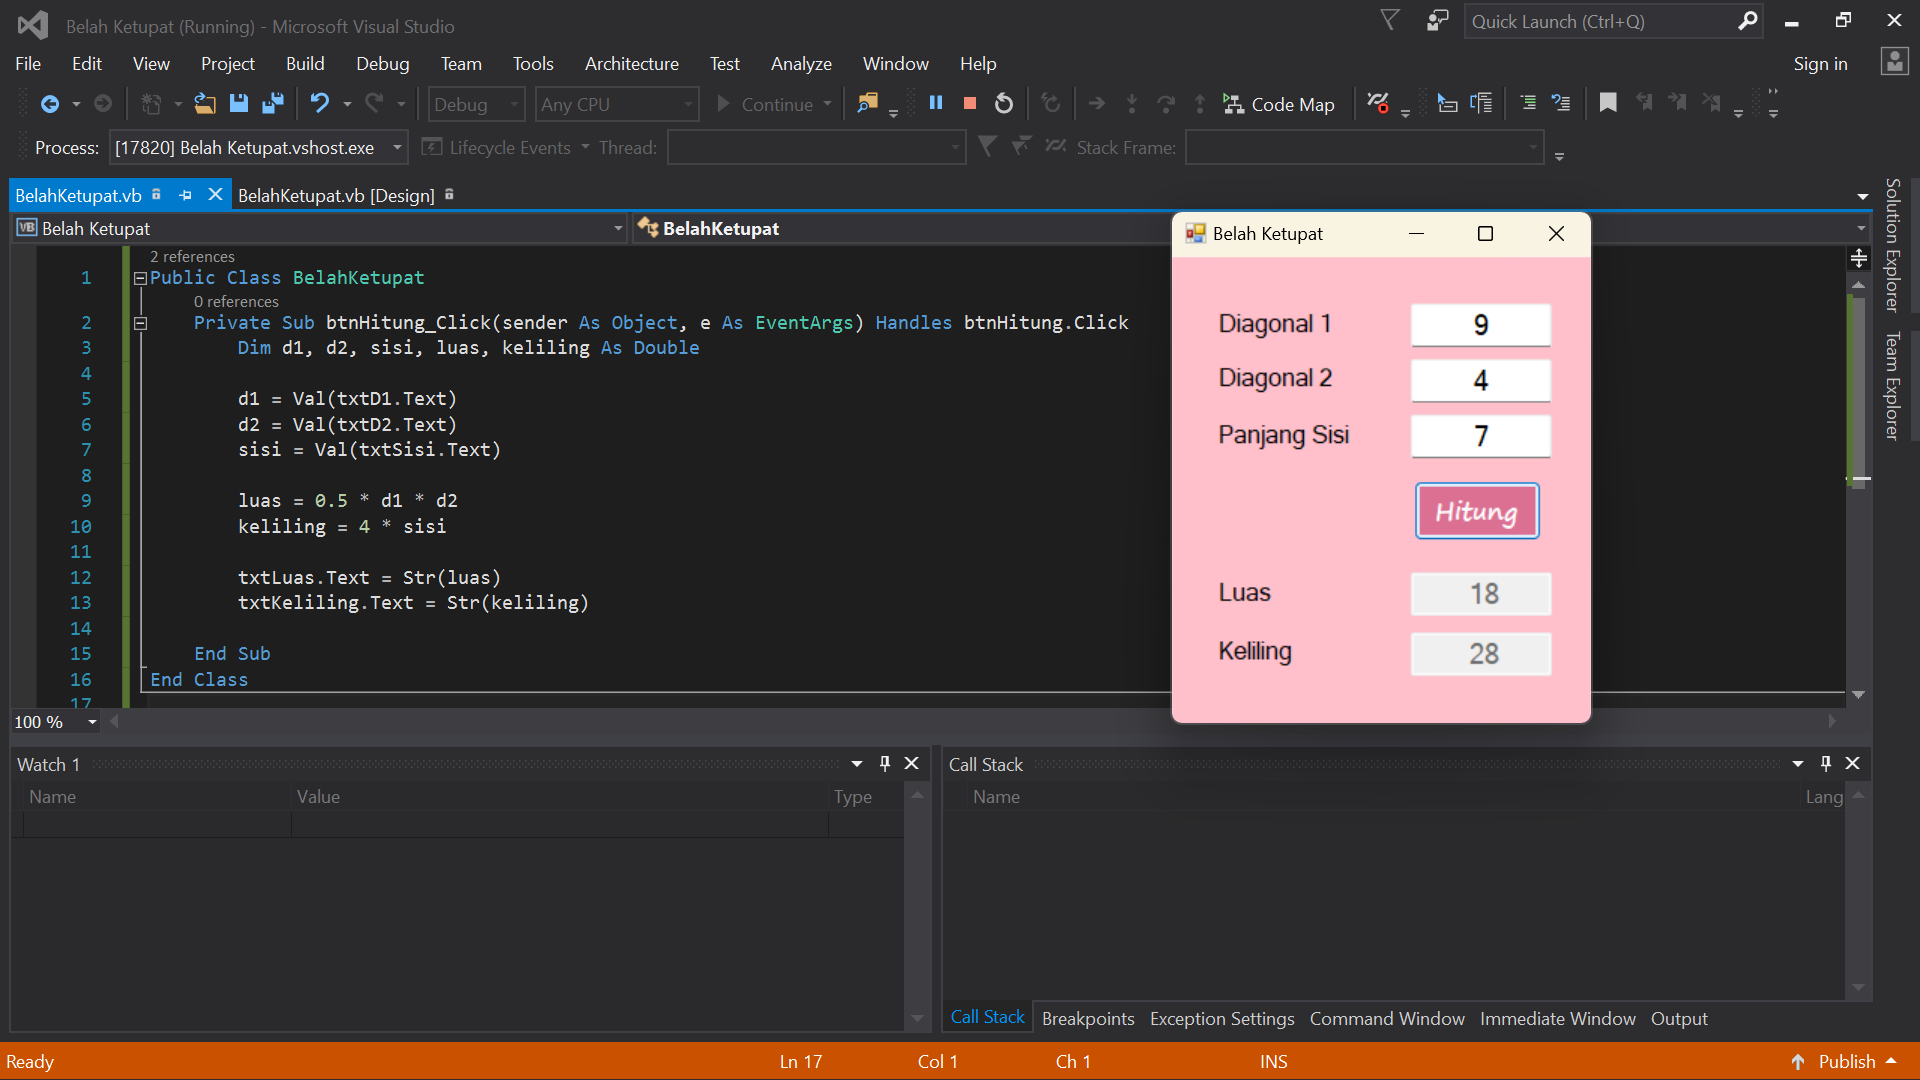 Belah Ketupat (Running) - Microsoft Visual Studio
Quick Launch (Ctrl+Q)
File Edit View Project Build Debug Team Tools Architecture Test Analyze Window Help
Sign in
Debug Any CPU Continue Code Map
Process: [17820] Belah Ketupat.vshost.exe Lifecycle Events Thread: Stack Frame:
BelahKetupat.vb BelahKetupat.vb [Design]
VB Belah Ketupat BelahKetupat
2 references
1 Public Class BelahKetupat
0 references
2 Private Sub btnHitung_Click(sender As Object, e As EventArgs) Handles btnHitung.Click
3 Dim d1, d2, sisi, luas, keliling As Double
4
5 d1 = Val(txtD1.Text)
6 d2 = Val(txtD2.Text)
7 sisi = Val(txtSisi.Text)
8
9 luas = 0.5 * d1 * d2
10 keliling = 4 * sisi
11
12 txtLuas.Text = Str(luas)
13 txtKeliling.Text = Str(keliling)
14
15 End Sub
16 End Class
17
100 %
Belah Ketupat
Diagonal 1 9
Diagonal 2 4
Panjang Sisi 7
Hitung
Luas 18
Keliling 28
Solution Explorer
Team Explorer
Watch 1
Name Value Type
Call Stack
Name Lang
Call Stack Breakpoints Exception Settings Command Window Immediate Window Output
Ready Ln 17 Col 1 Ch 1 INS Publish